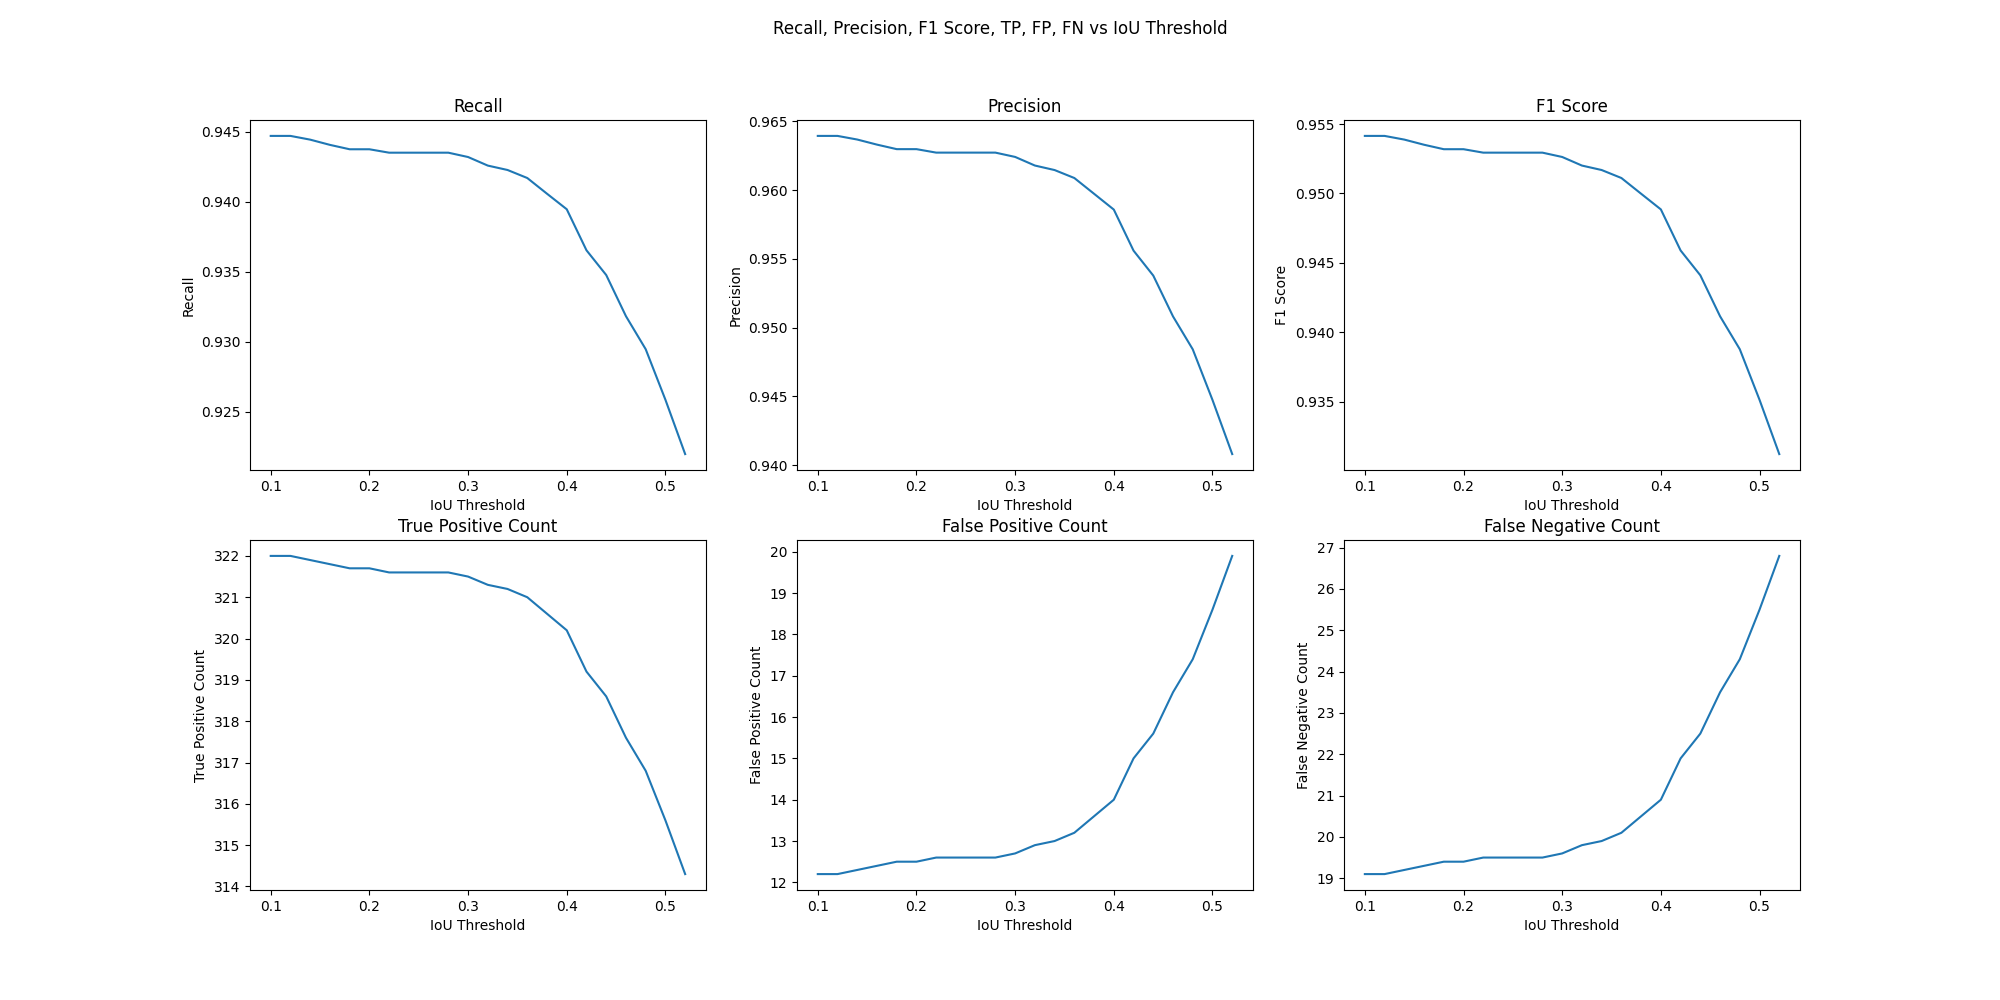 Recall, Precision, F1 Score, TP, FP, FN vs IoU Threshold
Recall
0.945
0.940
0.935
0.930
0.925
Recall
0.1 0.2 0.3 0.4 0.5
IoU Threshold
Precision
0.965
0.960
0.955
0.950
0.945
0.940
Precision
0.1 0.2 0.3 0.4 0.5
IoU Threshold
F1 Score
0.955
0.950
0.945
0.940
0.935
F1 Score
0.1 0.2 0.3 0.4 0.5
IoU Threshold
True Positive Count
322
321
320
319
318
317
316
315
314
True Positive Count
0.1 0.2 0.3 0.4 0.5
IoU Threshold
False Positive Count
20
19
18
17
16
15
14
13
12
False Positive Count
0.1 0.2 0.3 0.4 0.5
IoU Threshold
False Negative Count
27
26
25
24
23
22
21
20
19
False Negative Count
0.1 0.2 0.3 0.4 0.5
IoU Threshold